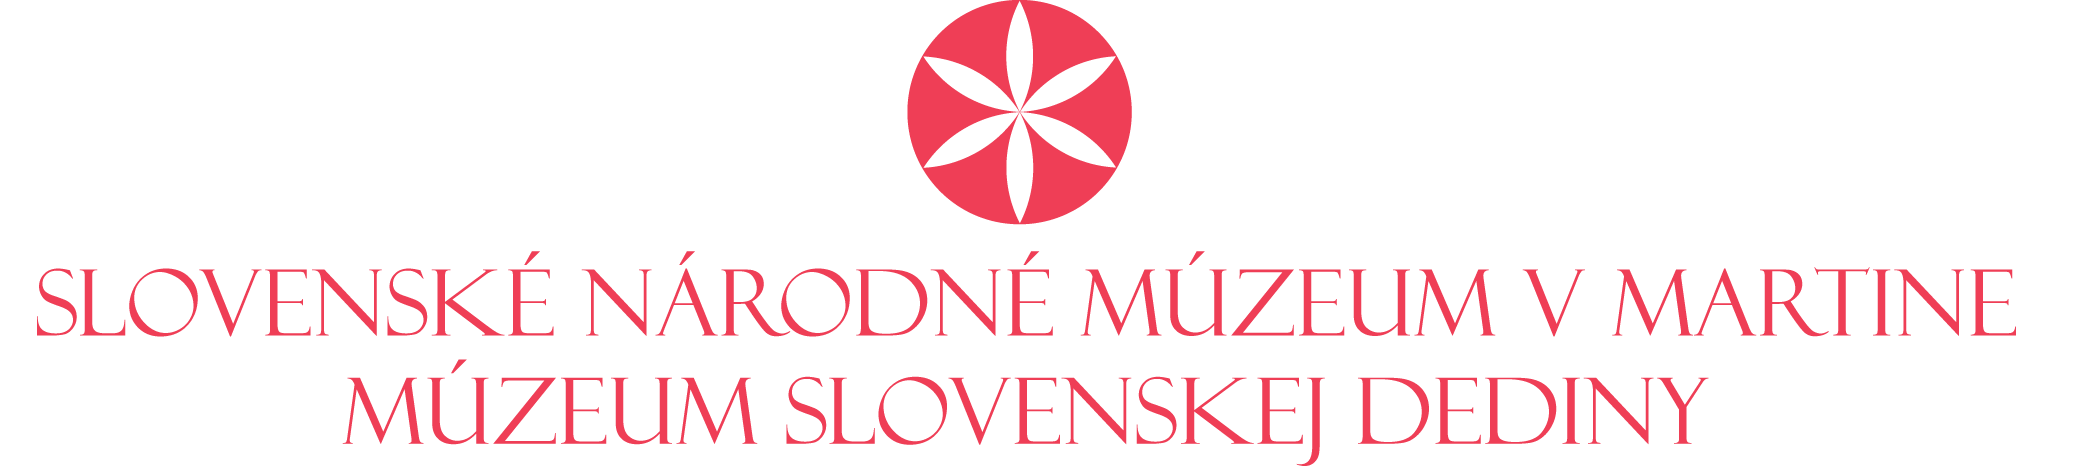 SLOVENSKÉ NÁRODNÉ MÚZEUM V MARTINE
MÚZEUM SLOVENSKEJ DEDINY